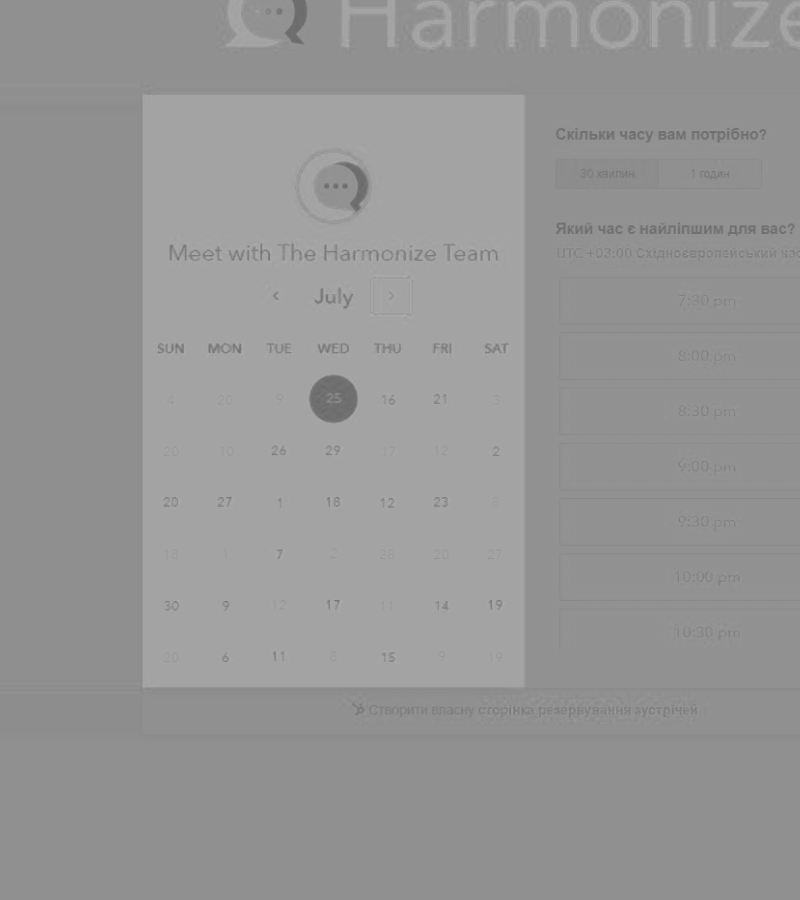 Harmonize
Meet with The Harmonize Team
July
SUN MON TUE WED THU FRI SAT
4 20 9 25 16 21 3
20 10 26 29 17 12 2
20 27 1 18 12 23 8
18 1 7 2 28 20 27
30 9 12 17 11 14 19
20 6 11 8 15 9 19
Скільки часу вам потрібно?
30 хвилин 1 годин
Який час є найліпшим для вас?
UTC +03:00 Східноєвропейський час
7:30 pm
8:00 pm
8:30 pm
9:00 pm
9:30 pm
10:00 pm
10:30 pm
Створити власну сторінка резервування зустрічей